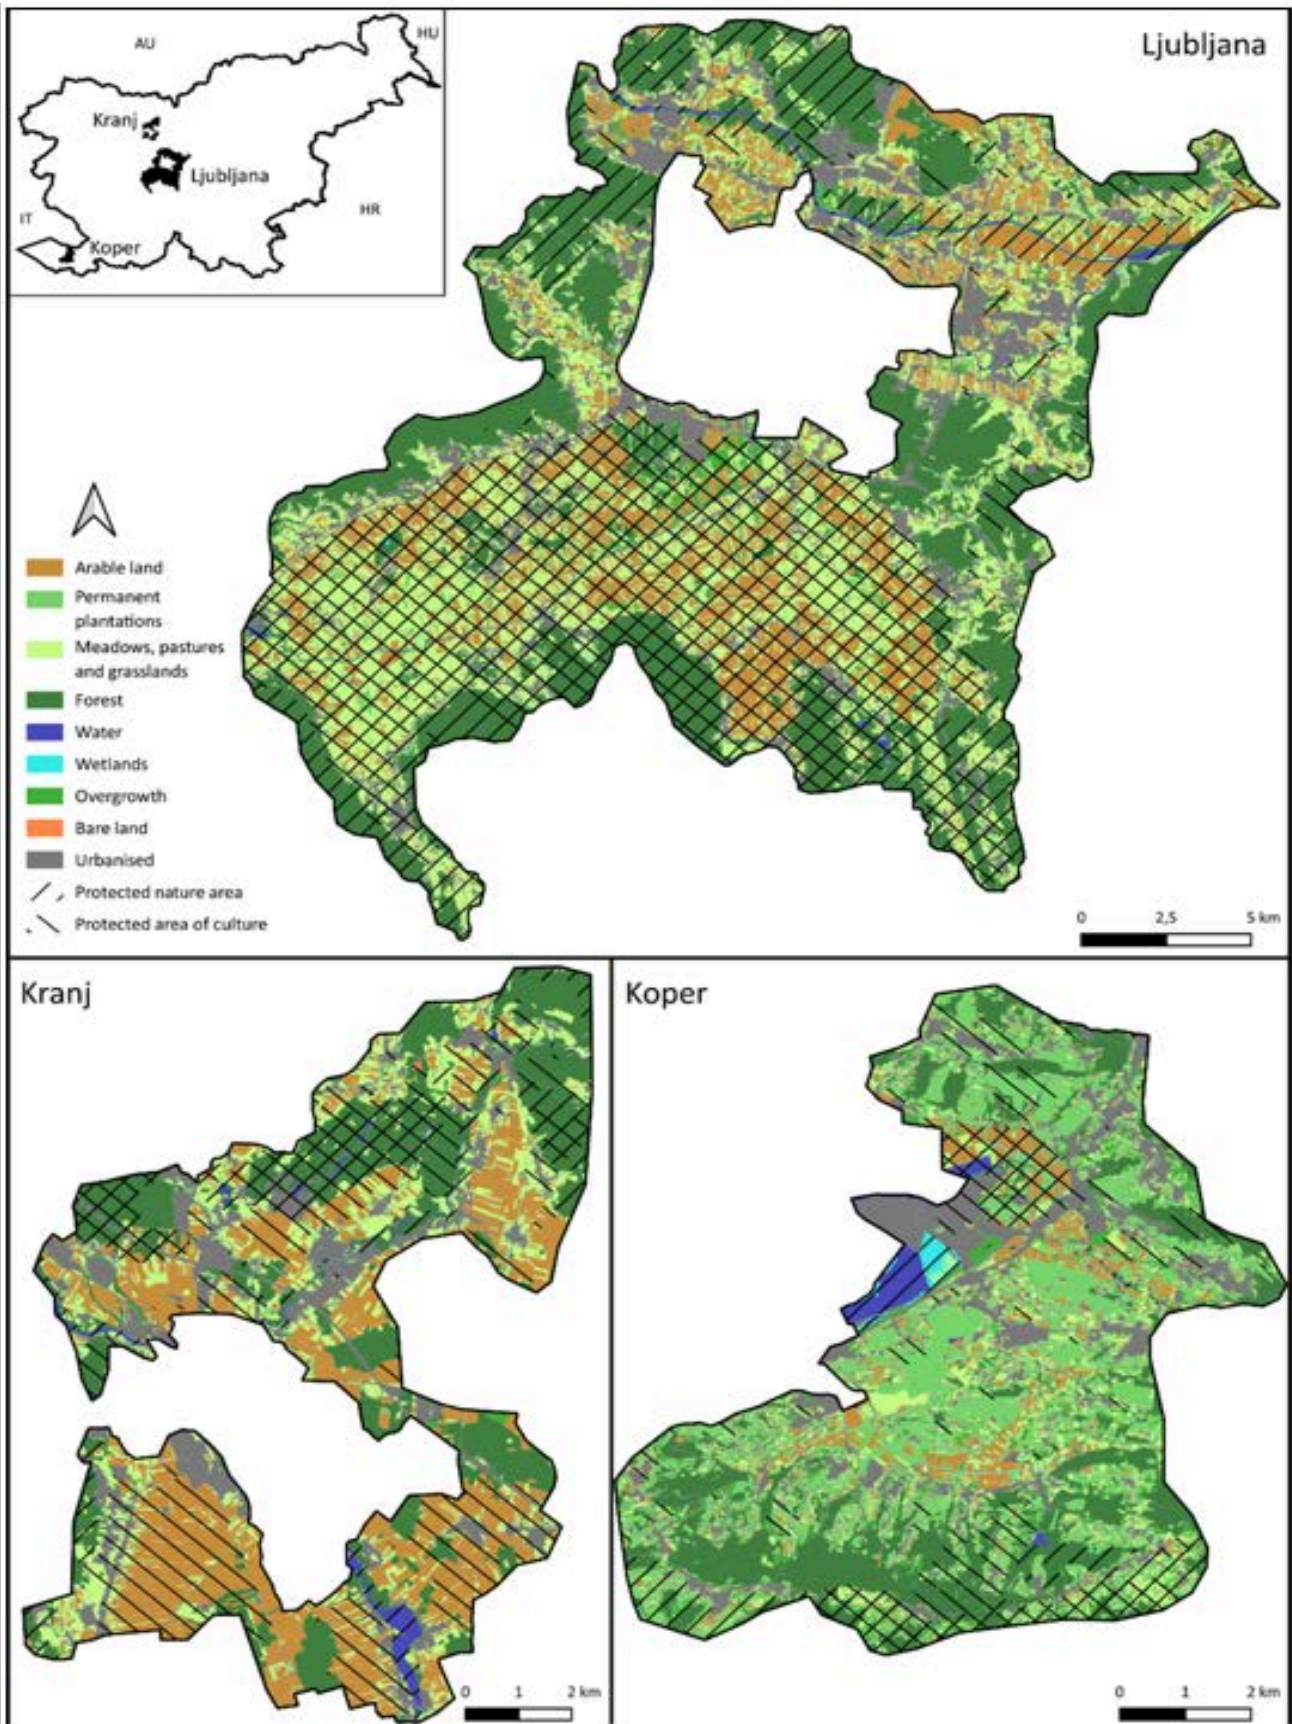 AU
HU
Ljubljana
Kranj
Ljubljana
IT
HR
Koper
Arable land
Permanent
plantations
Meadows, pastures
and grasslands
Forest
Water
Wetlands
Overgrowth
Bare land
Urbanised
Protected nature area
Protected area of culture
0 2,5 5 km
Kranj
Koper
0 1 2 km
0 1 2 km